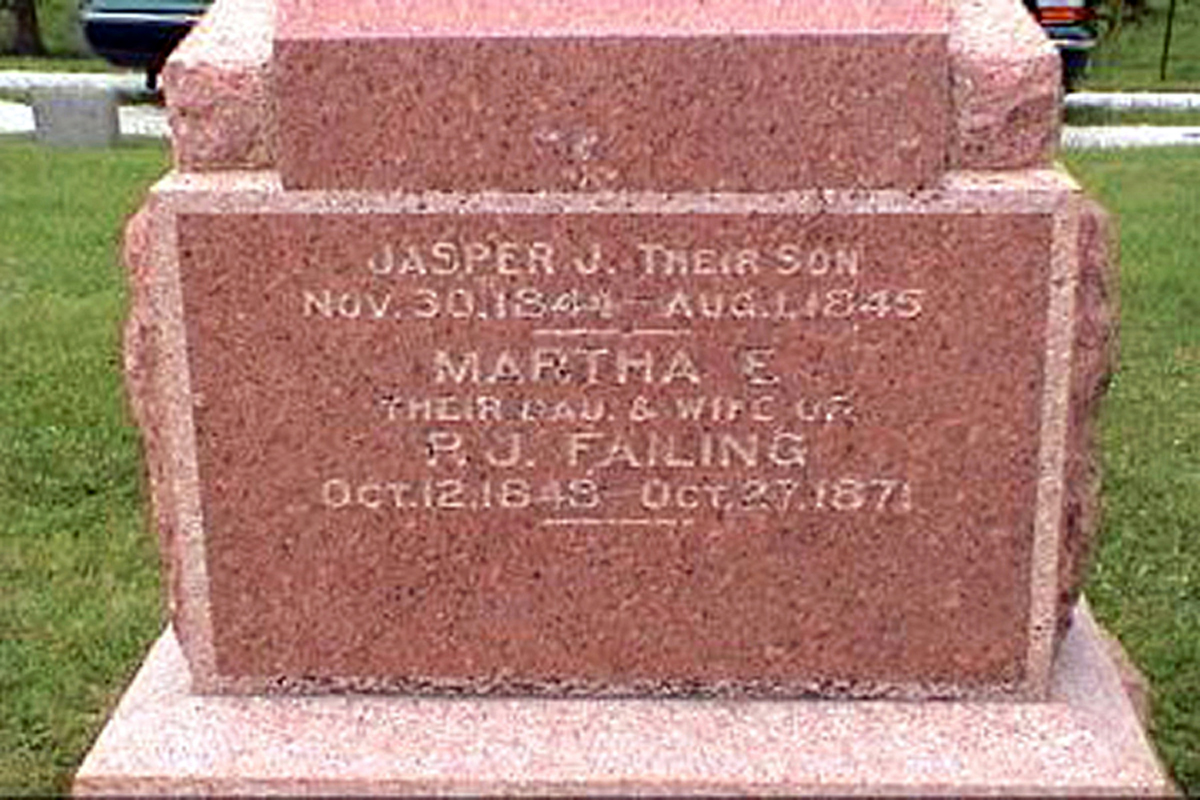 JASPER J. THEIR SON
NOV. 30, 1844 - AUG. 1, 1845
MARTHA E
THEIR DAU. & WIFE OF
P. J. FAILING
OCT. 12, 1848 - OCT. 27, 1871